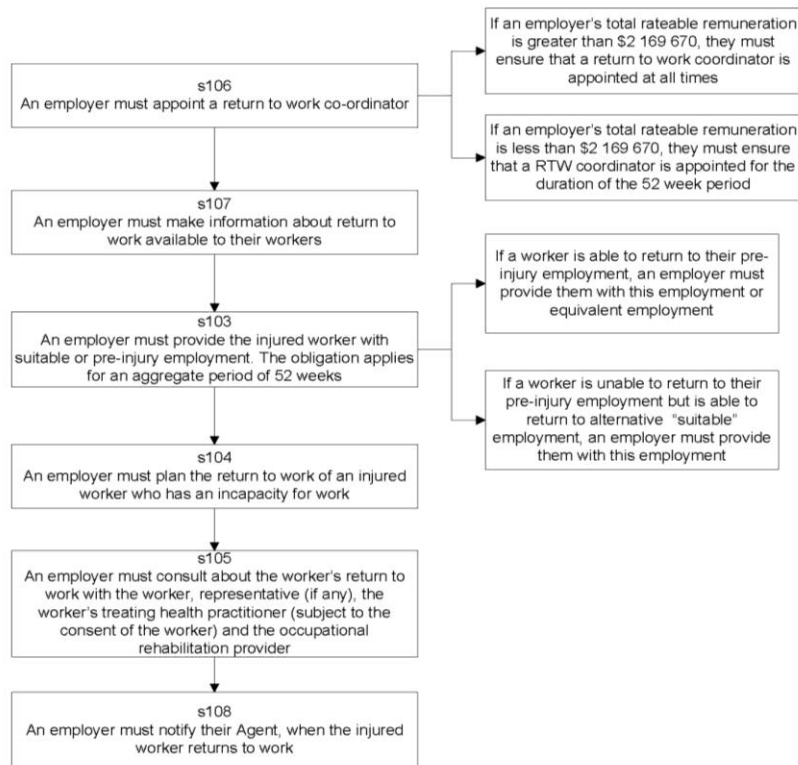 s106
An employer must appoint a return to work co-ordinator
If an employer's total rateable remuneration
is greater than $2 169 670, they must
ensure that a return to work coordinator is
appointed at all times
If an employer's total rateable remuneration
is less than $2 169 670, they must ensure
that a RTW coordinator is appointed for the
duration of the 52 week period
s107
An employer must make information about return to
work available to their workers
s103
An employer must provide the injured worker with
suitable or pre-injury employment. The obligation applies
for an aggregate period of 52 weeks
If a worker is able to return to their pre-
injury employment, an employer must
provide them with this employment or
equivalent employment
If a worker is unable to return to their
pre-injury employment but is able to
return to alternative "suitable"
employment, an employer must provide
them with this employment
s104
An employer must plan the return to work of an injured
worker who has an incapacity for work
s105
An employer must consult about the worker's return to
work with the worker, representative (if any), the
worker's treating health practitioner (subject to the
consent of the worker) and the occupational
rehabilitation provider
s108
An employer must notify their Agent, when the injured
worker returns to work